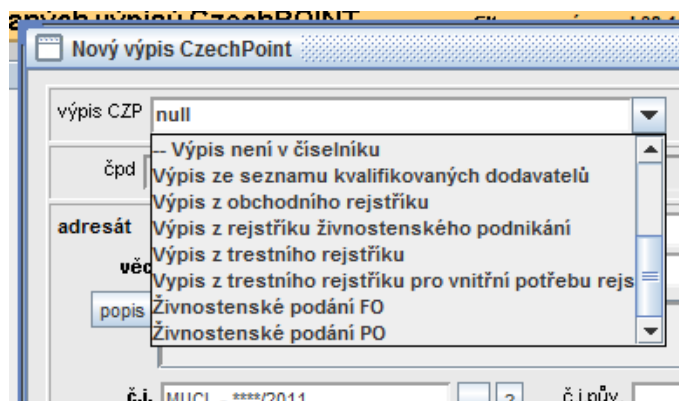 Nový výpis CzechPoint
výpis CZP null
-- Výpis není v číselníku
čpd
Výpis ze seznamu kvalifikovaných dodavatelů
Výpis z obchodního rejstříku
adresát
Výpis z rejstříku živnostenského podnikání
Výpis z trestního rejstříku
Vypis z trestního rejstříku pro vnitřní potřebu rejs
popis
Živnostenské podání FO
Živnostenské podání PO
č.j. MUCL - ****/2011 ... ? č.j.pův